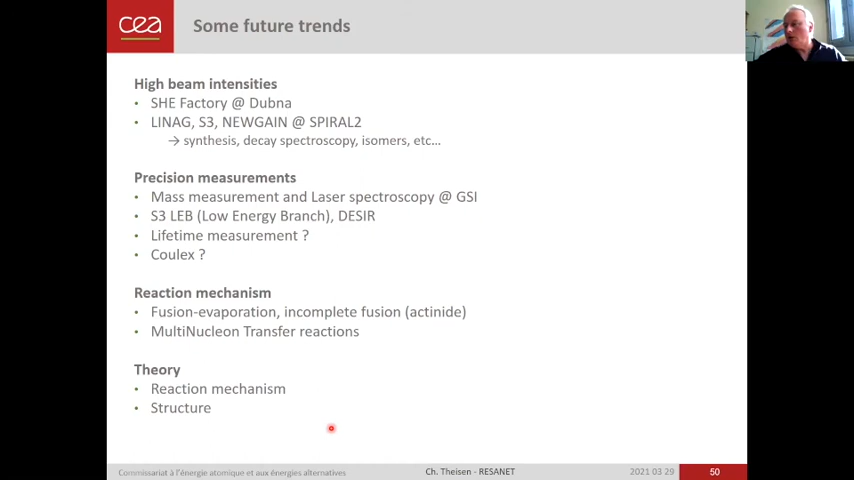 cea
Some future trends
High beam intensities
• SHE Factory @ Dubna
• LINAG, S3, NEWGAIN @ SPIRAL2
→ synthesis, decay spectroscopy, isomers, etc…
Precision measurements
• Mass measurement and Laser spectroscopy @ GSI
• S3 LEB (Low Energy Branch), DESIR
• Lifetime measurement ?
• Coulex ?
Reaction mechanism
• Fusion-evaporation, incomplete fusion (actinide)
• MultiNucleon Transfer reactions
Theory
• Reaction mechanism
• Structure
Commissariat à l'énergie atomique et aux énergies alternatives Ch. Theisen - RESANET 2021 03 29 50